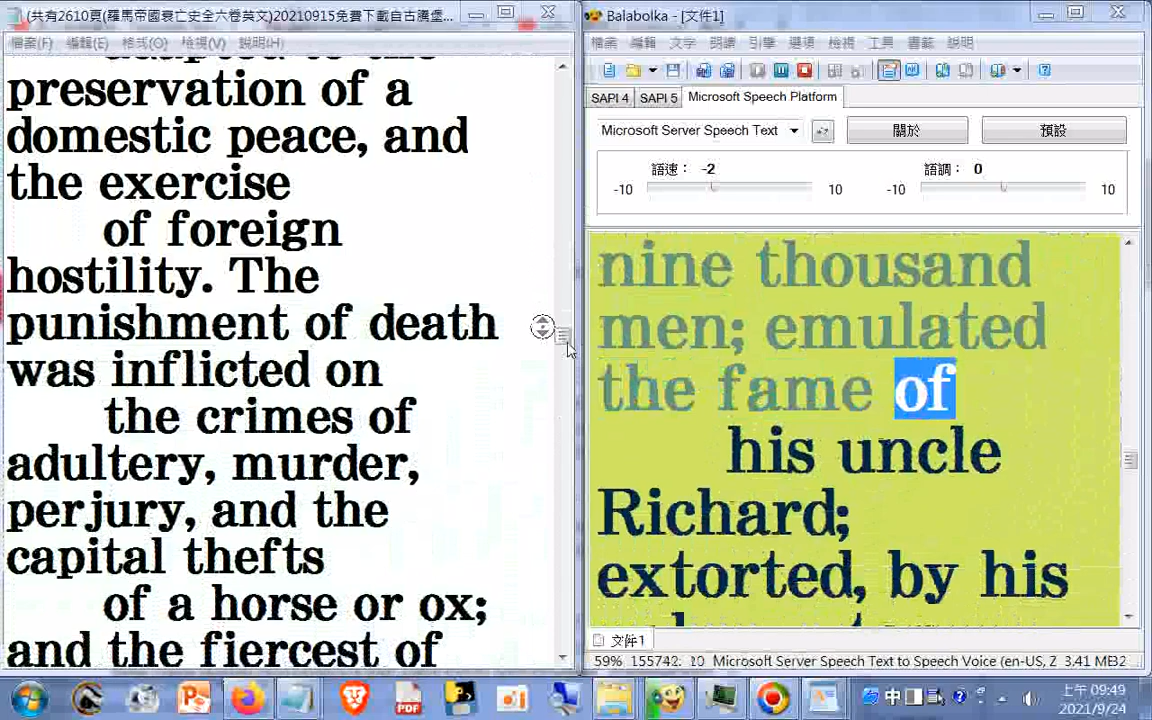 (共有2610頁(羅馬帝國衰亡史全六卷英文)20210915免費下載自古騰堡...
檔案(F) 編輯(E) 格式(O) 檢視(V) 說明(H)
adapted to the
preservation of a
domestic peace, and
the exercise
of foreign
hostility. The
punishment of death
was inflicted on
the crimes of
adultery, murder,
perjury, and the
capital thefts
of a horse or ox;
and the fiercest of
Balabolka - [文件1]
檔案 編輯 文字 朗讀 引擎 選項 檢視 工具 書籤 說明
SAPI 4 SAPI 5 Microsoft Speech Platform
Microsoft Server Speech Text 關於 預設
語速: -2 語調: 0
-10 10 -10 10
nine thousand
men; emulated
the fame of
his uncle
Richard;
extorted, by his
文件1
59% 155742: 10 Microsoft Server Speech Text to Speech Voice (en-US, Z 3.41 MB2
中
上午 09:49
2021/9/24